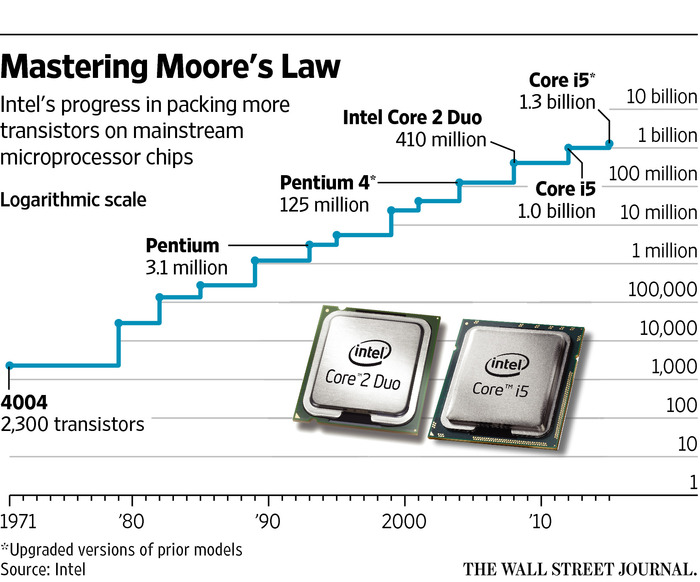 Mastering Moore's Law
Intel's progress in packing more
transistors on mainstream
microprocessor chips
Logarithmic scale
Core i5*
1.3 billion
10 billion
Intel Core 2 Duo
410 million
1 billion
Pentium 4*
125 million
100 million
Core i5
1.0 billion
10 million
Pentium
3.1 million
1 million
100,000
10,000
1,000
4004
2,300 transistors
100
10
1
intel
Core™2 Duo
intel
Core™ i5
1971
'80
'90
2000
'10
*Upgraded versions of prior models
Source: Intel
THE WALL STREET JOURNAL.